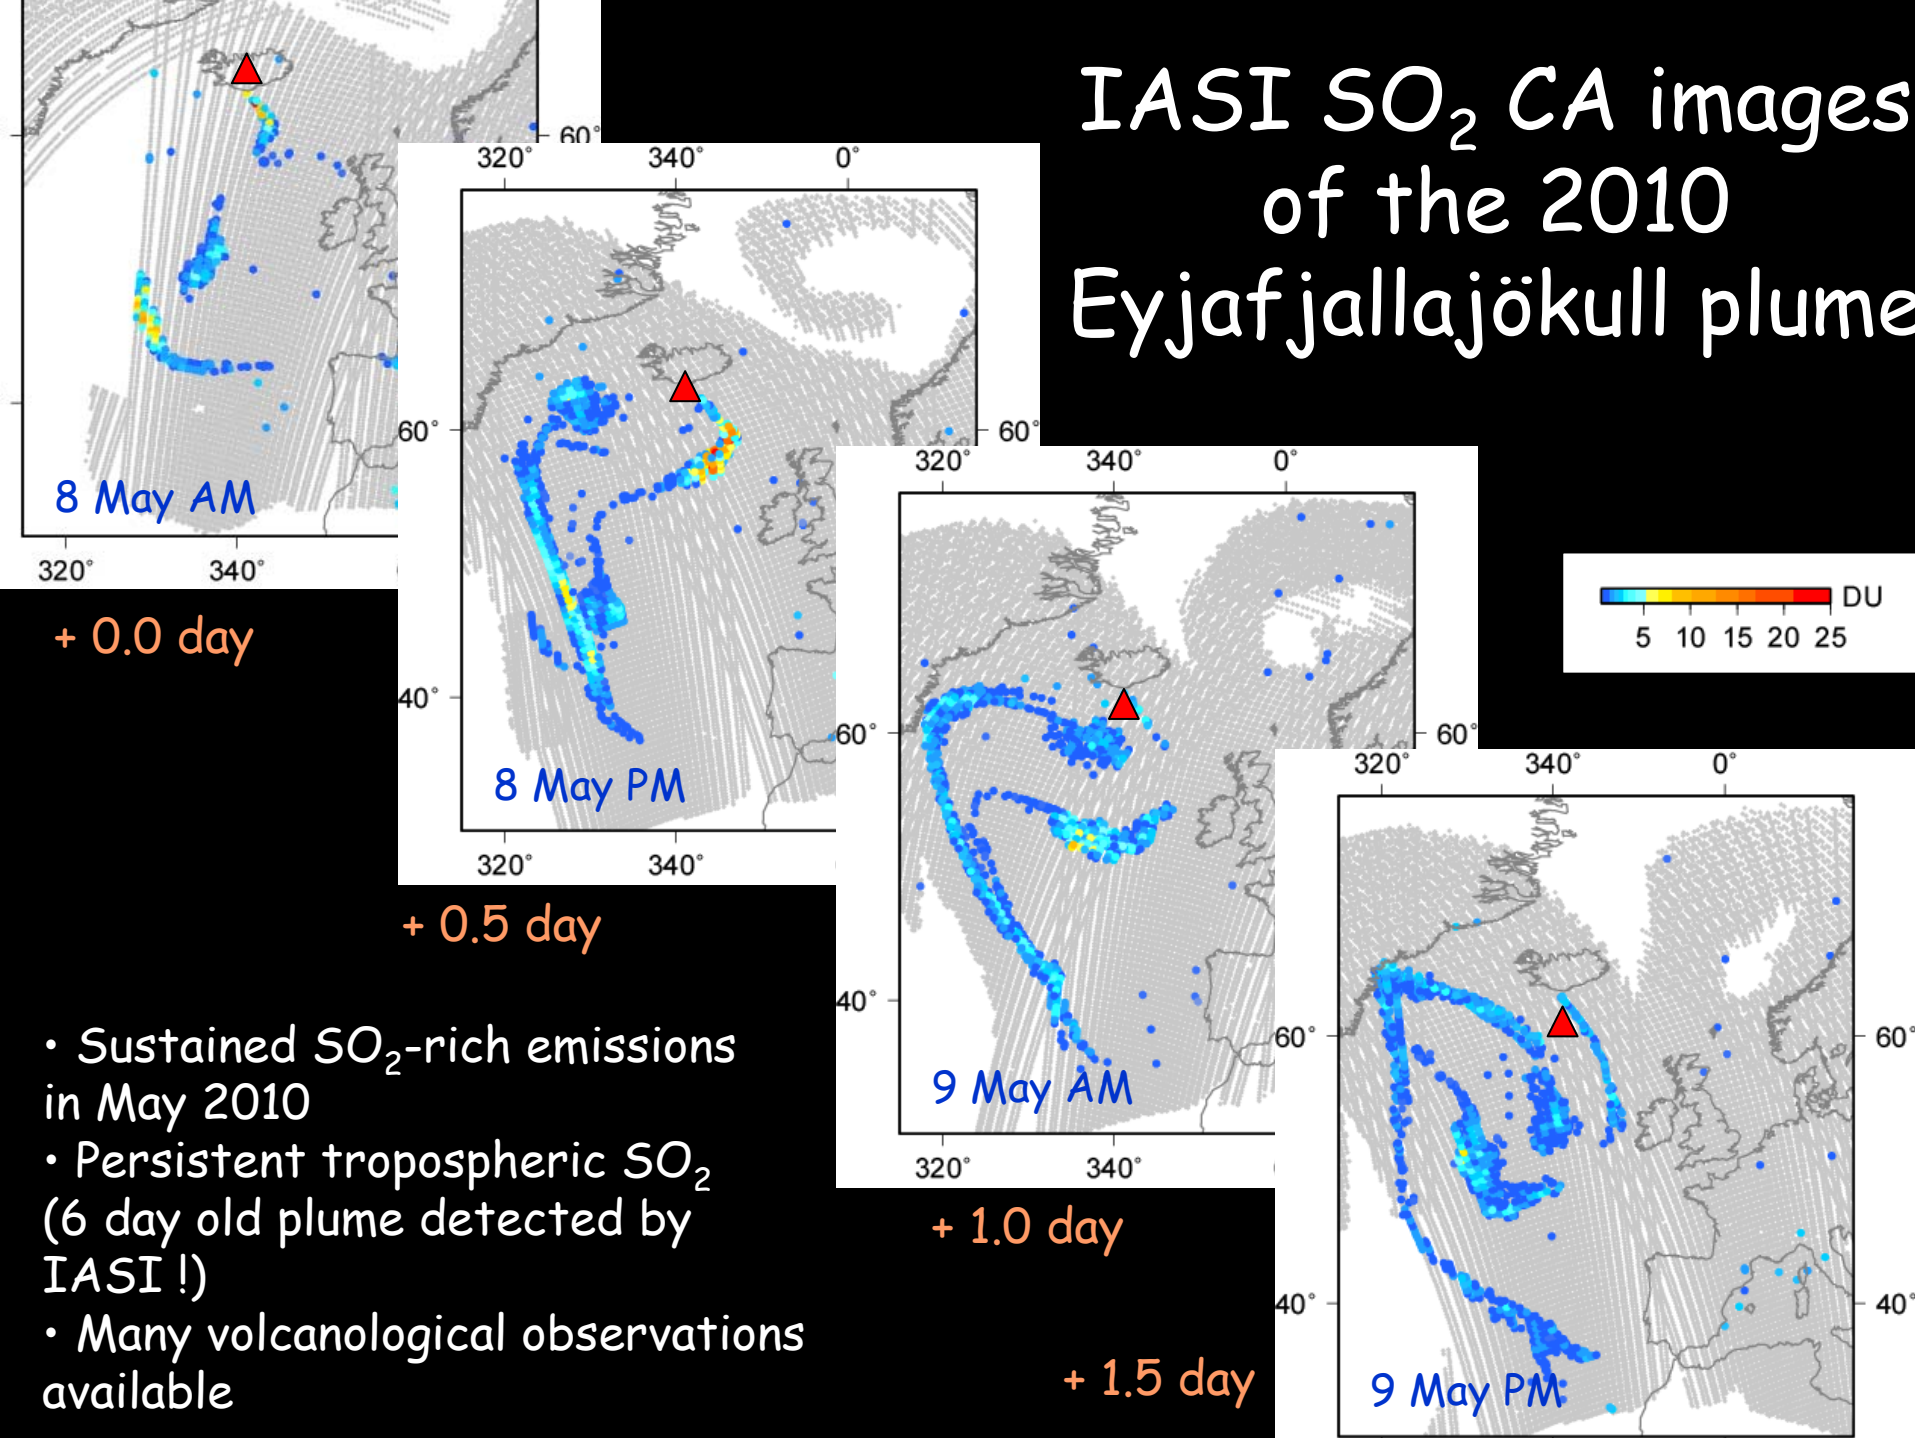 IASI SO₂ CA images
of the 2010
Eyjafjallajökull plume
60°
8 May AM
320° 340°
+ 0.0 day
320° 340° 0°
60° 60°
40°
8 May PM
320° 340°
+ 0.5 day
320° 340° 0°
60° 60°
40°
9 May AM
320° 340°
+ 1.0 day
320° 340° 0°
60° 60°
40° 40°
9 May PM
+ 1.5 day
DU
5 10 15 20 25
• Sustained SO₂-rich emissions
in May 2010
• Persistent tropospheric SO₂
(6 day old plume detected by
IASI !)
• Many volcanological observations
available